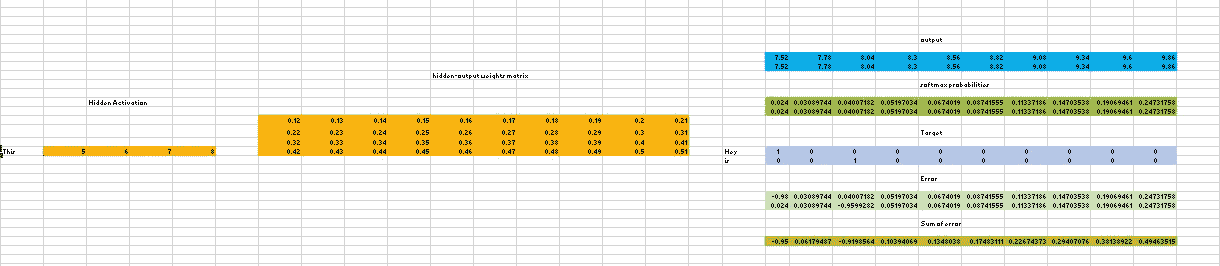 output
7.52 7.78 8.04 8.3 8.56 8.82 9.08 9.34 9.6 9.86
7.52 7.78 8.04 8.3 8.56 8.82 9.08 9.34 9.6 9.86
hidden-output weights matrix
softmax probabilities
Hidden Activation
0.024 0.03089744 0.04007182 0.05197034 0.0674019 0.08741555 0.11337186 0.14703538 0.19069461 0.24731758
0.024 0.03089744 0.04007182 0.05197034 0.0674019 0.08741555 0.11337186 0.14703538 0.19069461 0.24731758
0.12 0.13 0.14 0.15 0.16 0.17 0.18 0.19 0.2 0.21
0.22 0.23 0.24 0.25 0.26 0.27 0.28 0.29 0.3 0.31
Target
0.32 0.33 0.34 0.35 0.36 0.37 0.38 0.39 0.4 0.41
This 5 6 7 8 0.42 0.43 0.44 0.45 0.46 0.47 0.48 0.49 0.5 0.51 Hey 1 0 0 0 0 0 0 0 0 0
is 0 0 1 0 0 0 0 0 0 0
Error
-0.98 0.03089744 0.04007182 0.05197034 0.0674019 0.08741555 0.11337186 0.14703538 0.19069461 0.24731758
0.024 0.03089744 -0.9599282 0.05197034 0.0674019 0.08741555 0.11337186 0.14703538 0.19069461 0.24731758
Sum of error
-0.95 0.06179487 -0.9198564 0.10394069 0.1348038 0.17483111 0.22674373 0.29407076 0.38138922 0.49463515